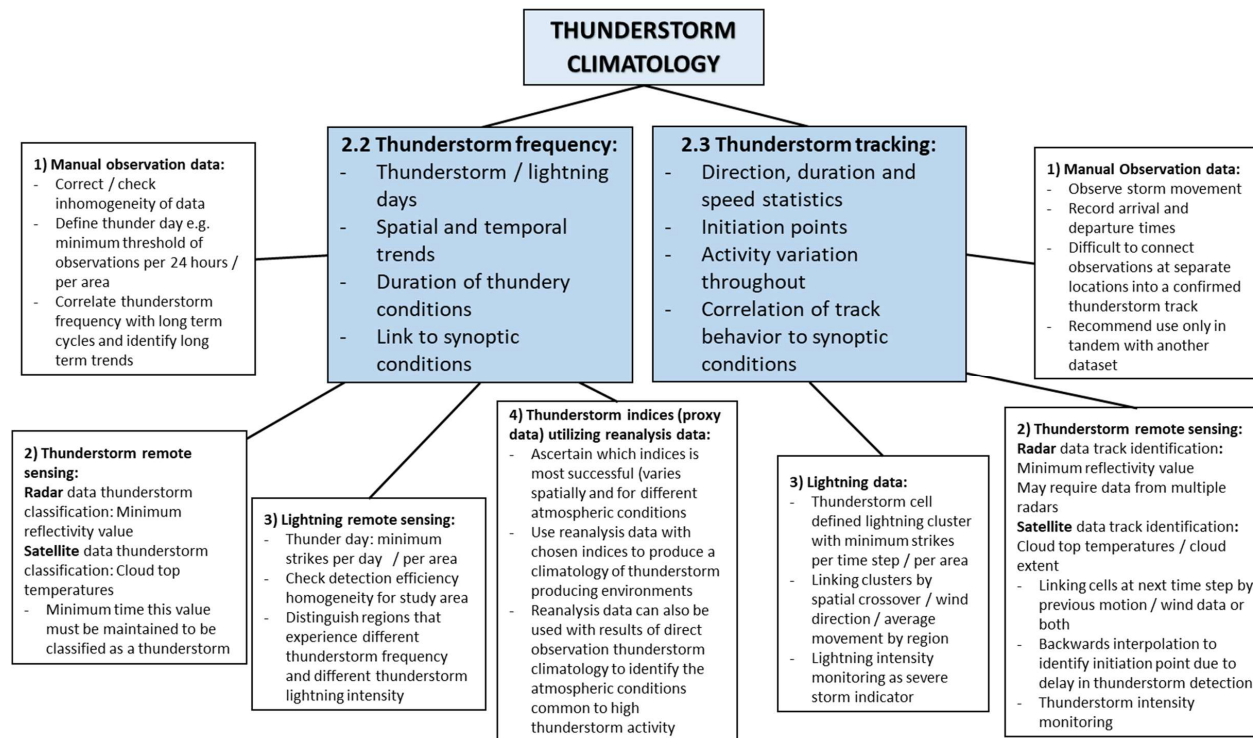 THUNDERSTORM
CLIMATOLOGY
2.2 Thunderstorm frequency:
- Thunderstorm / lightning
days
- Spatial and temporal
trends
- Duration of thundery
conditions
- Link to synoptic
conditions
2.3 Thunderstorm tracking:
- Direction, duration and
speed statistics
- Initiation points
- Activity variation
throughout
- Correlation of track
behavior to synoptic
conditions
1) Manual observation data:
- Correct / check
inhomogeneity of data
- Define thunder day e.g.
minimum threshold of
observations per 24 hours /
per area
- Correlate thunderstorm
frequency with long term
cycles and identify long
term trends
1) Manual Observation data:
- Observe storm movement
- Record arrival and
departure times
- Difficult to connect
observations at separate
locations into a confirmed
thunderstorm track
- Recommend use only in
tandem with another
dataset
2) Thunderstorm remote
sensing:
Radar data thunderstorm
classification: Minimum
reflectivity value
Satellite data thunderstorm
classification: Cloud top
temperatures
- Minimum time this value
must be maintained to be
classified as a thunderstorm
3) Lightning remote sensing:
- Thunder day: minimum
strikes per day / per area
- Check detection efficiency
homogeneity for study area
- Distinguish regions that
experience different
thunderstorm frequency
and different thunderstorm
lightning intensity
4) Thunderstorm indices (proxy
data) utilizing reanalysis data:
- Ascertain which indices is
most successful (varies
spatially and for different
atmospheric conditions
- Use reanalysis data with
chosen indices to produce a
climatology of thunderstorm
producing environments
- Reanalysis data can also be
used with results of direct
observation thunderstorm
climatology to identify the
atmospheric conditions
common to high
thunderstorm activity
3) Lightning data:
- Thunderstorm cell
defined lightning cluster
with minimum strikes
per time step / per area
- Linking clusters by
spatial crossover / wind
direction / average
movement by region
- Lightning intensity
monitoring as severe
storm indicator
2) Thunderstorm remote sensing:
Radar data track identification:
Minimum reflectivity value
May require data from multiple
radars
Satellite data track identification:
Cloud top temperatures / cloud
extent
- Linking cells at next time step by
previous motion / wind data or
both
- Backwards interpolation to
identify initiation point due to
delay in thunderstorm detection
- Thunderstorm intensity
monitoring